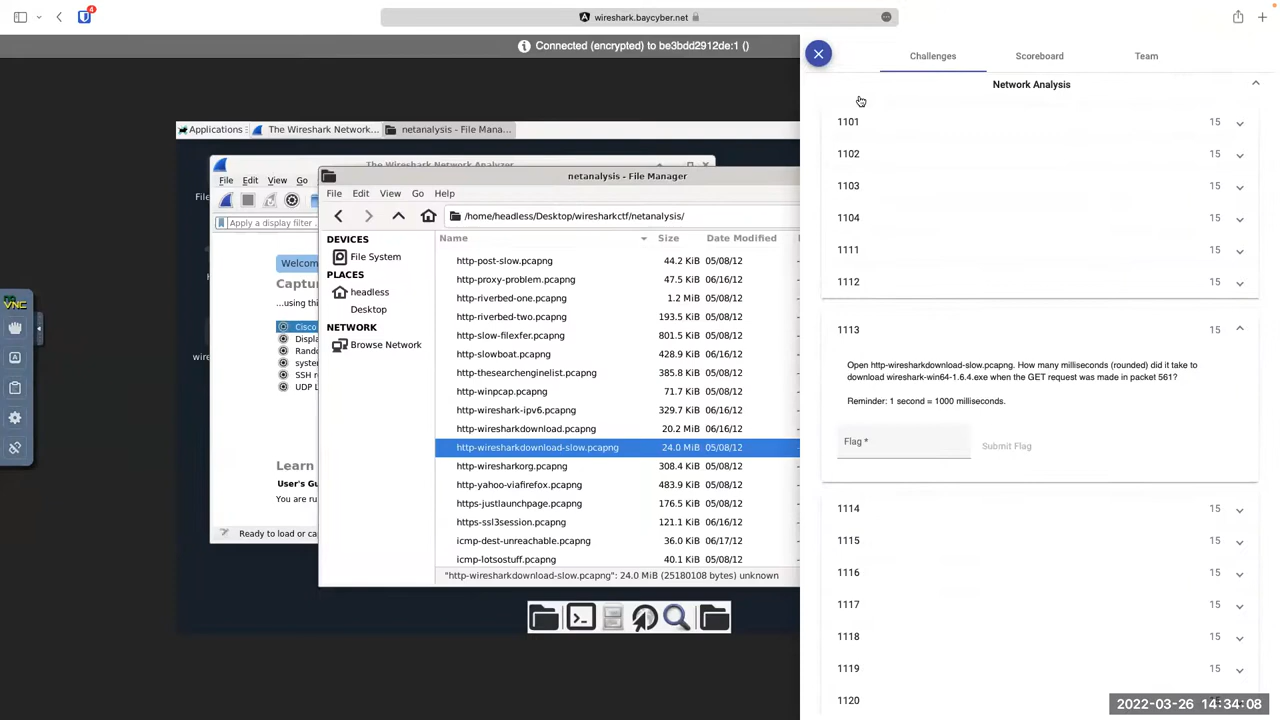 4
wireshark.baycyber.net
Connected (encrypted) to be3bdd2912de:1 ()
Challenges
Scoreboard
Team
Network Analysis
1101 15
1102 15
1103 15
1104 15
1111 15
1112 15
1113 15
Open http-wiresharkdownload-slow.pcapng. How many milliseconds (rounded) did it take to
download wireshark-win64-1.6.4.exe when the GET request was made in packet 561?
Reminder: 1 second = 1000 milliseconds.
Flag *
Submit Flag
1114 15
1115 15
1116 15
1117 15
1118 15
1119 15
1120
Applications
The Wireshark Network...
netanalysis - File Mana...
The Wireshark Network Analyzer
File Edit View Go
Apply a display filter
Welcom
Captur
...using th
Cisco
Displa
Rando
system
SSH r
UDP L
Learn
User's Gu
You are ru
Ready to load or ca
netanalysis - File Manager
File Edit View Go Help
/home/headless/Desktop/wiresharkctf/netanalysis/
DEVICES
File System
PLACES
headless
Desktop
NETWORK
Browse Network
Name Size Date Modified
http-post-slow.pcapng 44.2 KiB 05/08/12
http-proxy-problem.pcapng 47.5 KiB 06/16/12
http-riverbed-one.pcapng 1.2 MiB 05/08/12
http-riverbed-two.pcapng 193.5 KiB 05/08/12
http-slow-filexfer.pcapng 801.5 KiB 05/08/12
http-slowboat.pcapng 428.9 KiB 06/16/12
http-thesearchenginelist.pcapng 385.8 KiB 06/16/12
http-winpcap.pcapng 71.7 KiB 05/08/12
http-wireshark-ipv6.pcapng 329.7 KiB 06/16/12
http-wiresharkdownload.pcapng 20.2 MiB 06/16/12
http-wiresharkdownload-slow.pcapng 24.0 MiB 05/08/12
http-wiresharkorg.pcapng 308.4 KiB 05/08/12
http-yahoo-viafirefox.pcapng 483.9 KiB 05/08/12
https-justlaunchpage.pcapng 176.5 KiB 05/08/12
https-ssl3session.pcapng 121.1 KiB 06/16/12
icmp-dest-unreachable.pcapng 36.0 KiB 06/17/12
icmp-lotsostuff.pcapng 40.1 KiB 05/08/12
"http-wiresharkdownload-slow.pcapng": 24.0 MiB (25180108 bytes) unknown
File
wire
no
VNC
2022-03-26 14:34:08